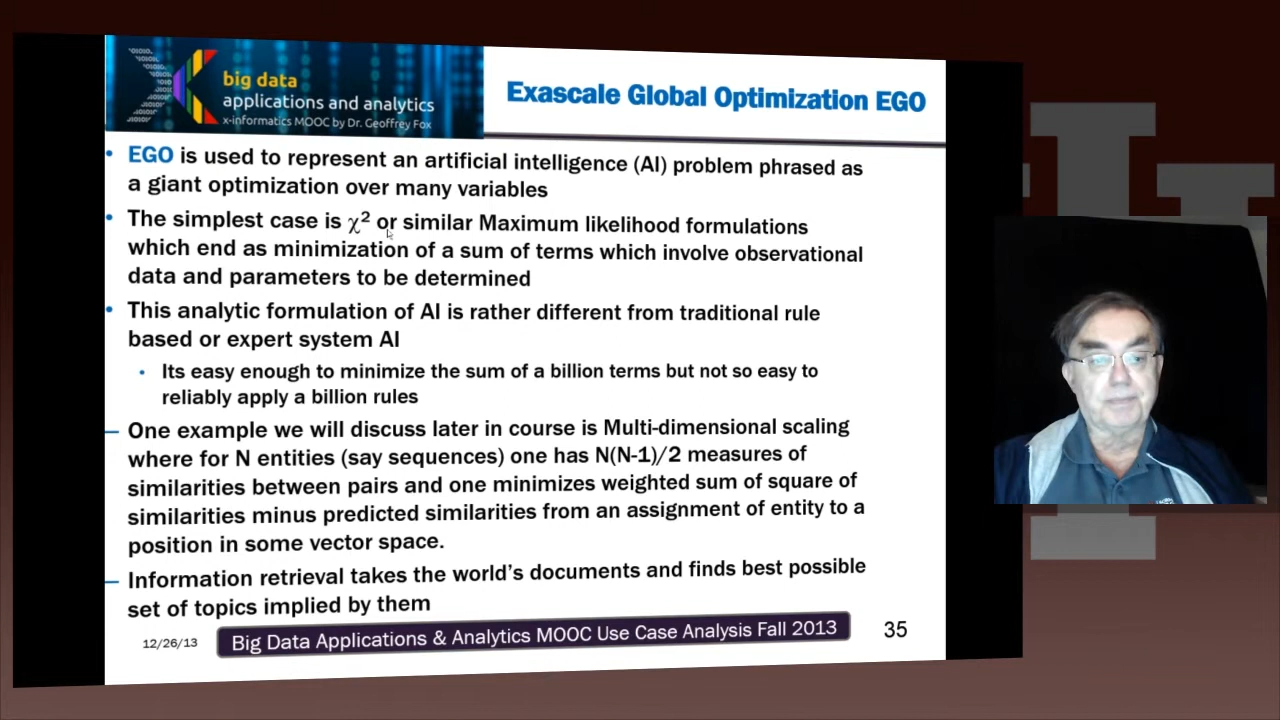 big data
applications and analytics
x-informatics MOOC by Dr. Geoffrey Fox
Exascale Global Optimization EGO
• EGO is used to represent an artificial intelligence (AI) problem phrased as
a giant optimization over many variables
• The simplest case is χ² or similar Maximum likelihood formulations
which end as minimization of a sum of terms which involve observational
data and parameters to be determined
• This analytic formulation of AI is rather different from traditional rule
based or expert system AI
• Its easy enough to minimize the sum of a billion terms but not so easy to
reliably apply a billion rules
– One example we will discuss later in course is Multi-dimensional scaling
where for N entities (say sequences) one has N(N-1)/2 measures of
similarities between pairs and one minimizes weighted sum of square of
similarities minus predicted similarities from an assignment of entity to a
position in some vector space.
– Information retrieval takes the world's documents and finds best possible
set of topics implied by them
12/26/13
Big Data Applications & Analytics MOOC Use Case Analysis Fall 2013
35